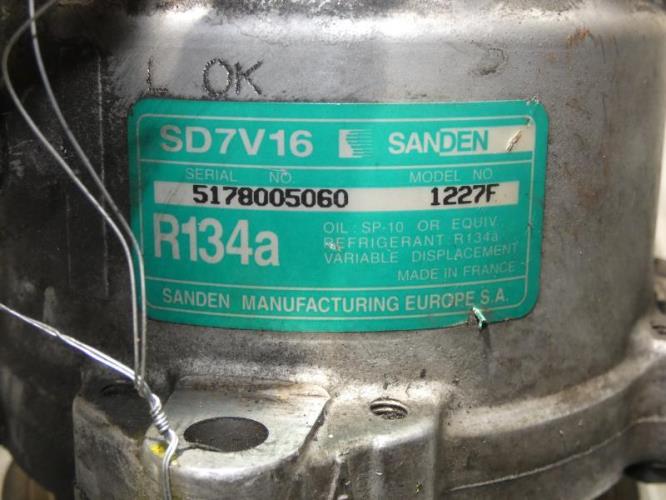 L OK
SD7V16 SANDEN
SERIAL NO. MODEL NO.
5178005060 1227F
R134a
OIL : SP-10 OR EQUIV.
REFRIGERANT : R134a
VARIABLE DISPLACEMENT
MADE IN FRANCE
SANDEN MANUFACTURING EUROPE S.A.